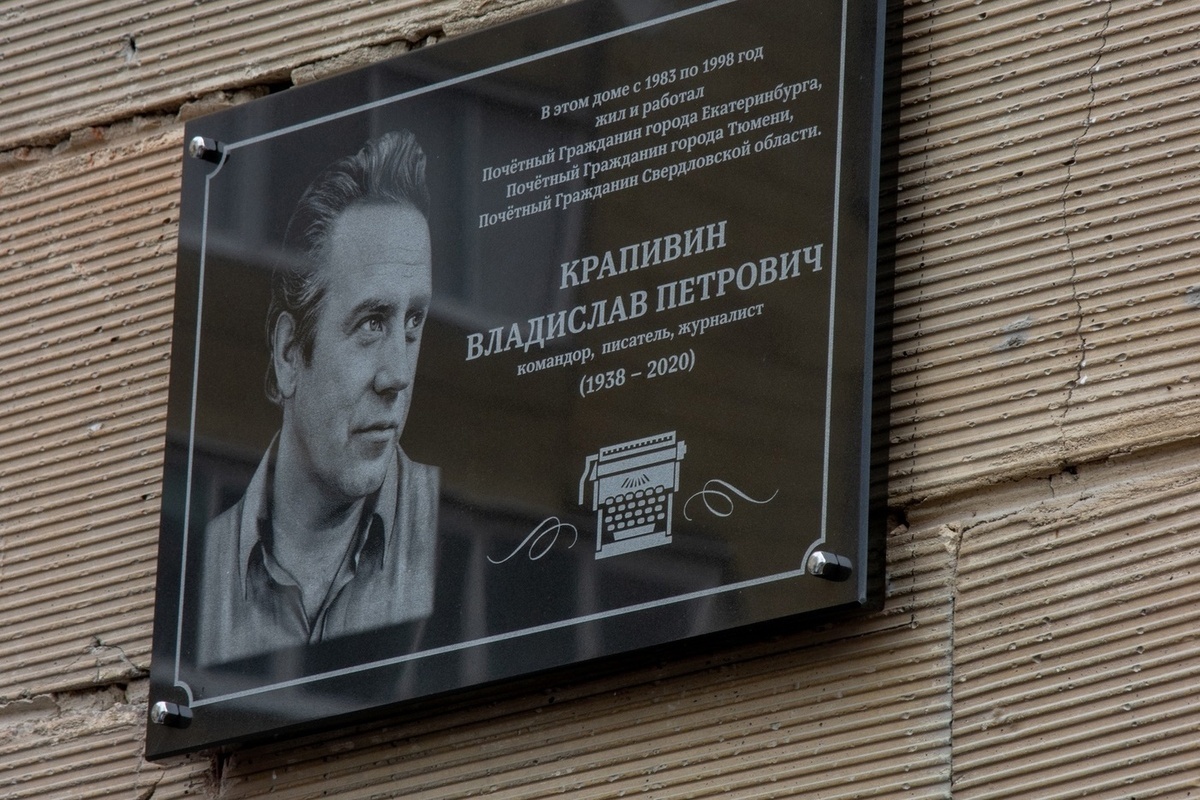 В этом доме с 1983 по 1998 год
жил и работал
Почётный Гражданин города Екатеринбурга,
Почётный Гражданин города Тюмени,
Почётный Гражданин Свердловской области.
КРАПИВИН
ВЛАДИСЛАВ ПЕТРОВИЧ
командор, писатель, журналист
(1938 – 2020)